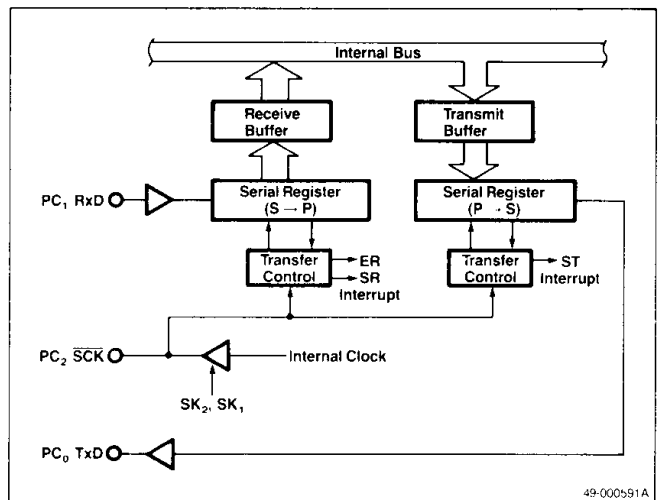 Internal Bus
Receive
Buffer
Transmit
Buffer
PC₁ RxD
Serial Register
(S → P)
Serial Register
(P → S)
Transfer
Control
ER
SR
Interrupt
Transfer
Control
ST
Interrupt
PC₂ S̅C̅K̅
Internal Clock
SK₂, SK₁
PC₀ TxD
49-000591A